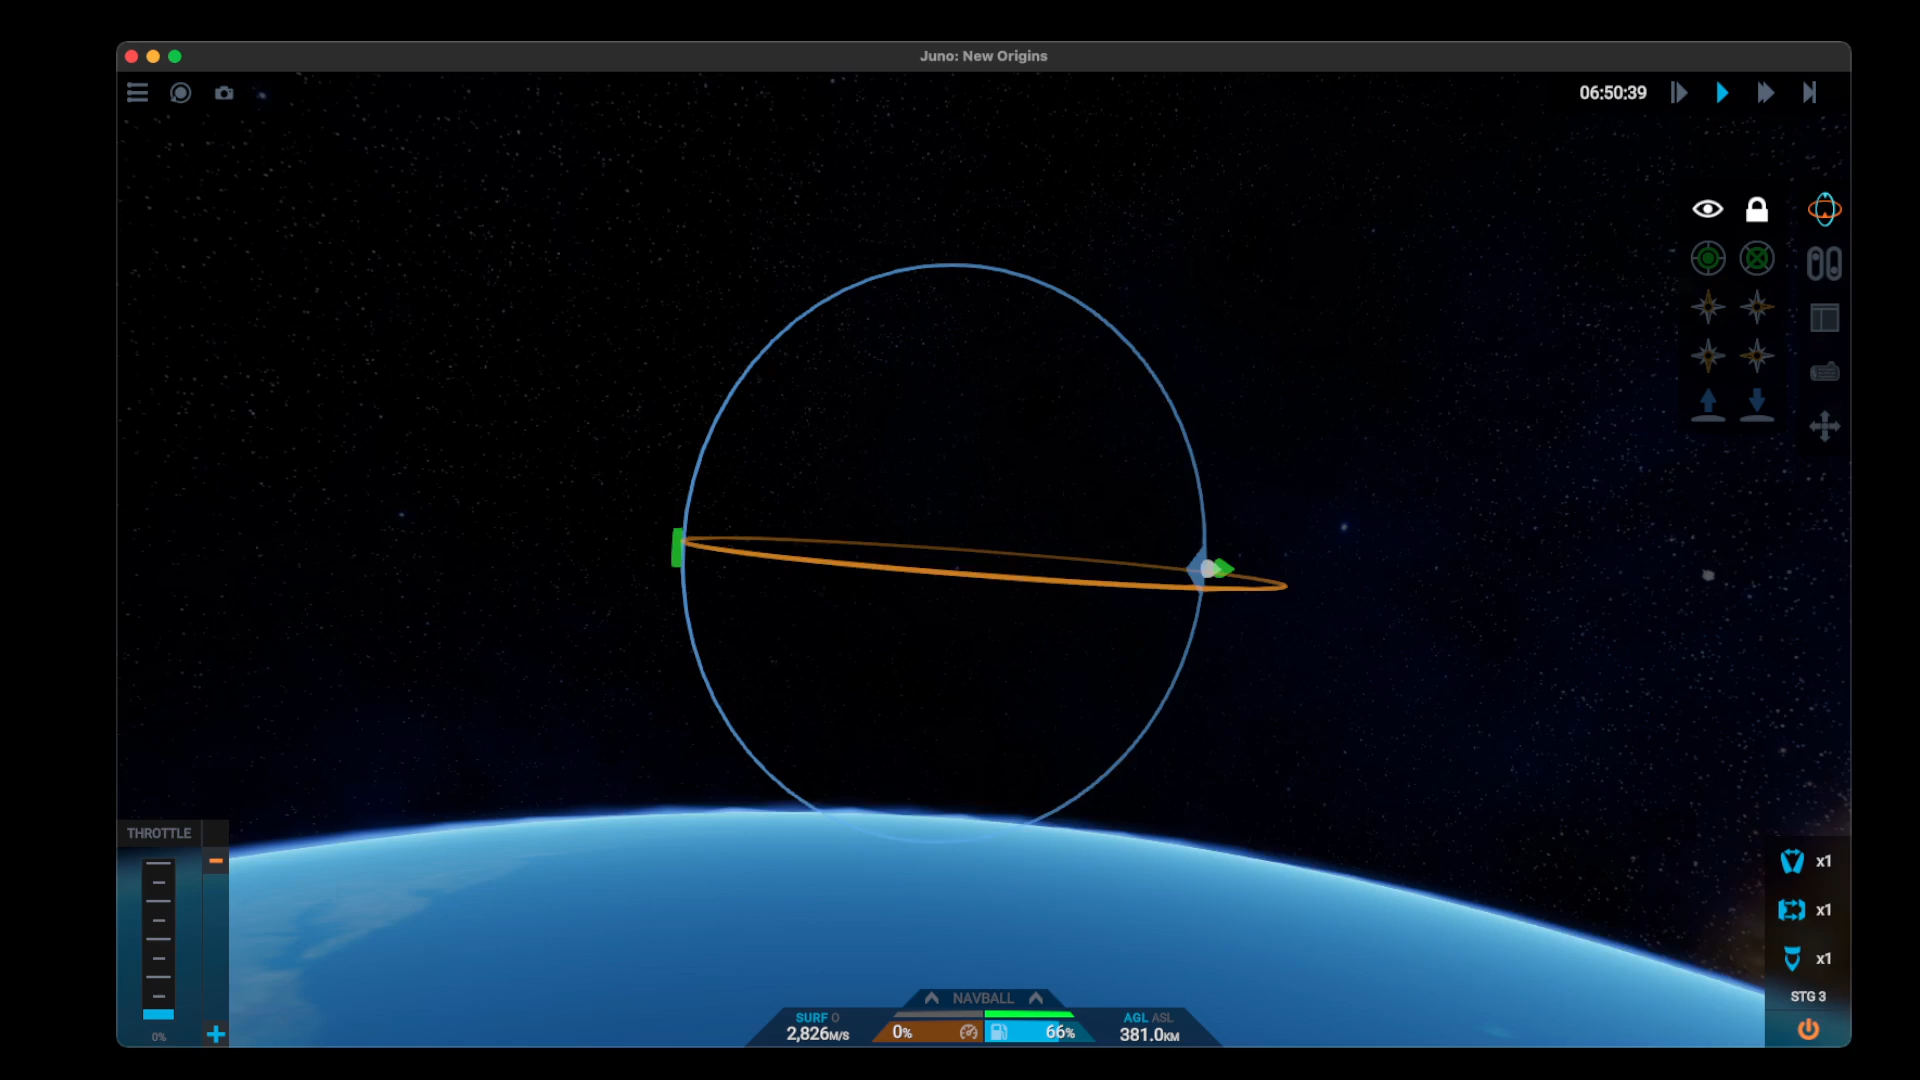 Juno: New Origins
06:50:39
THROTTLE
0%
x1
x1
x1
STG 3
NAVBALL
SURF O
2,826M/S
0%
66%
AGL ASL
381.0KM